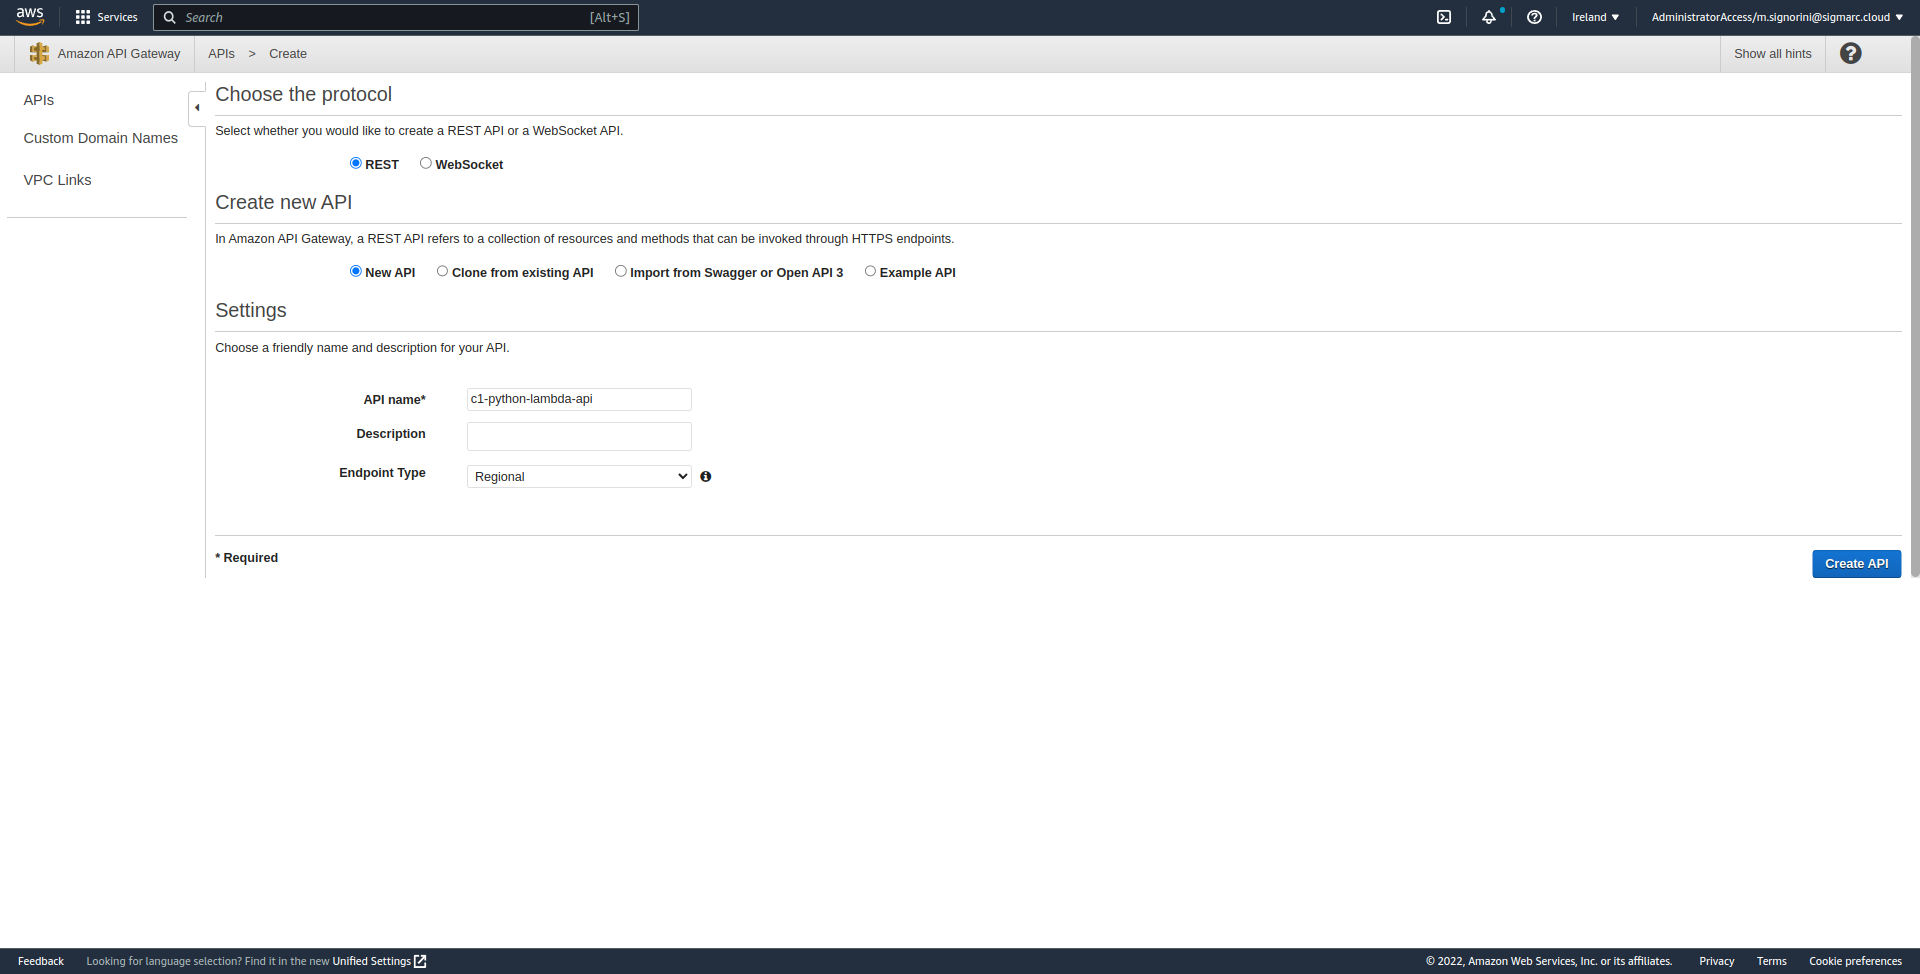 aws Services Search [Alt+S] Ireland ▼ AdministratorAccess/m.signorini@sigmarc.cloud ▼
Amazon API Gateway APIs > Create Show all hints
APIs
Custom Domain Names
VPC Links
Choose the protocol
Select whether you would like to create a REST API or a WebSocket API.
REST WebSocket
Create new API
In Amazon API Gateway, a REST API refers to a collection of resources and methods that can be invoked through HTTPS endpoints.
New API Clone from existing API Import from Swagger or Open API 3 Example API
Settings
Choose a friendly name and description for your API.
API name* c1-python-lambda-api
Description
Endpoint Type Regional
* Required Create API
Feedback Looking for language selection? Find it in the new Unified Settings © 2022, Amazon Web Services, Inc. or its affiliates. Privacy Terms Cookie preferences